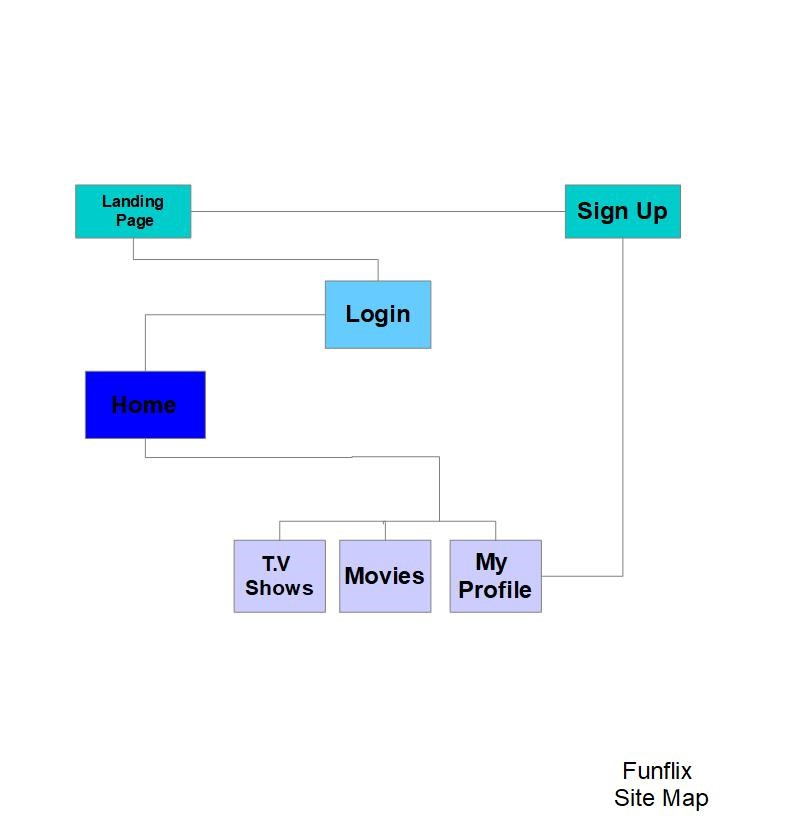 Landing
Page
Sign Up
Login
Home
T.V
Shows
Movies
My
Profile
Funflix
Site Map